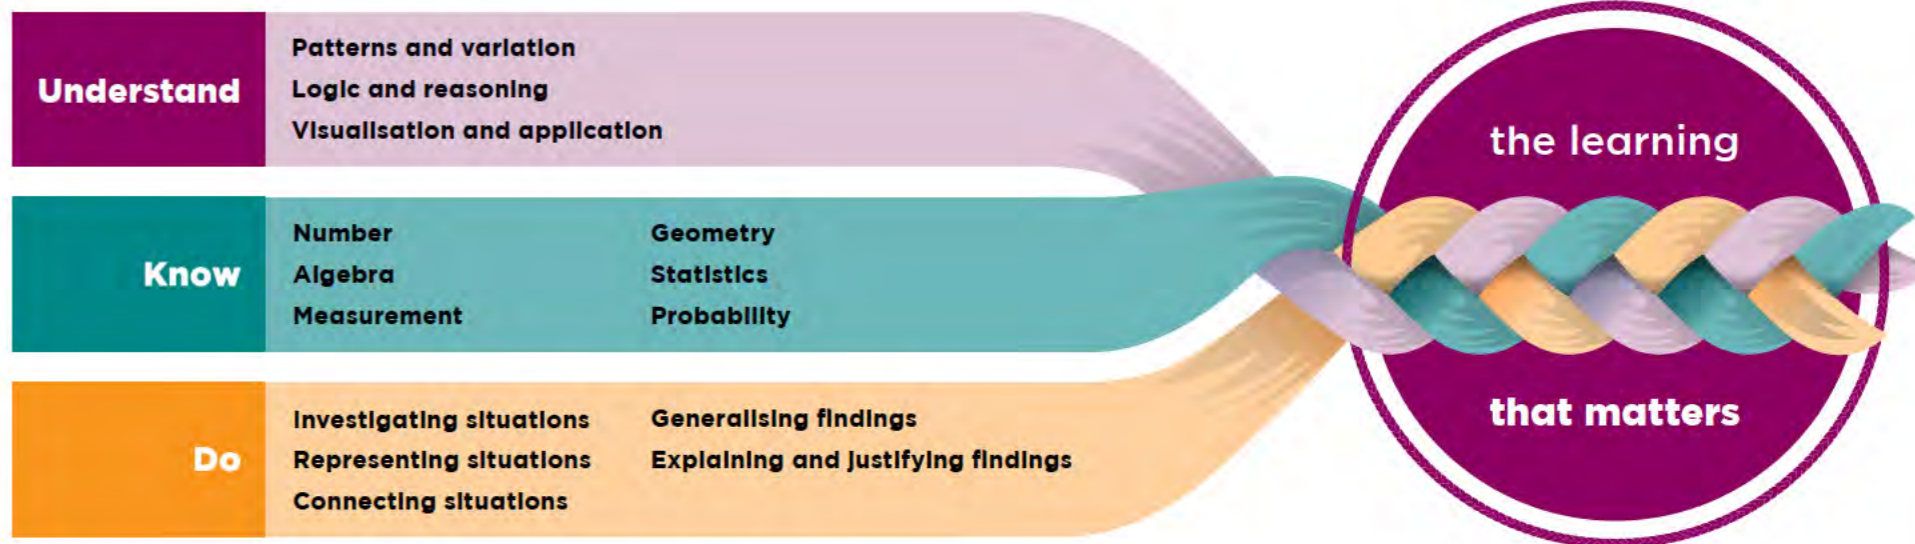 Understand
Patterns and variation
Logic and reasoning
Visualisation and application
Know
Number
Algebra
Measurement
Geometry
Statistics
Probability
Do
Investigating situations
Representing situations
Connecting situations
Generalising findings
Explaining and justifying findings
the learning
that matters